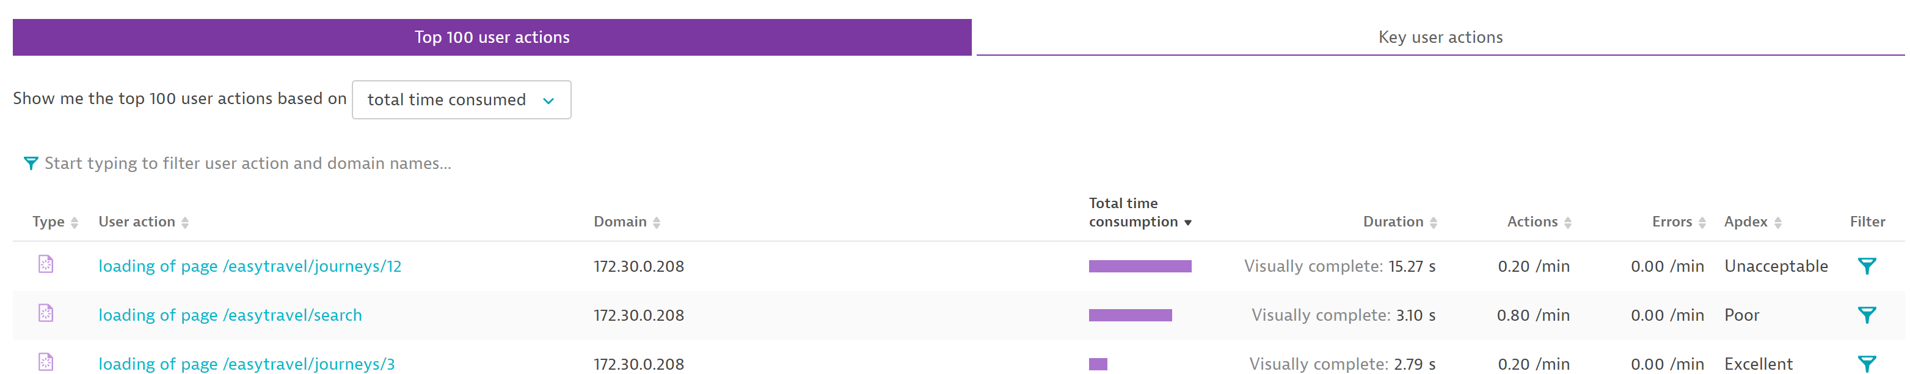 Top 100 user actions Key user actions
Show me the top 100 user actions based on total time consumed
Start typing to filter user action and domain names...
Type User action Domain Total time consumption Duration Actions Errors Apdex Filter
loading of page /easytravel/journeys/12 172.30.0.208 Visually complete: 15.27 s 0.20 /min 0.00 /min Unacceptable
loading of page /easytravel/search 172.30.0.208 Visually complete: 3.10 s 0.80 /min 0.00 /min Poor
loading of page /easytravel/journeys/3 172.30.0.208 Visually complete: 2.79 s 0.20 /min 0.00 /min Excellent